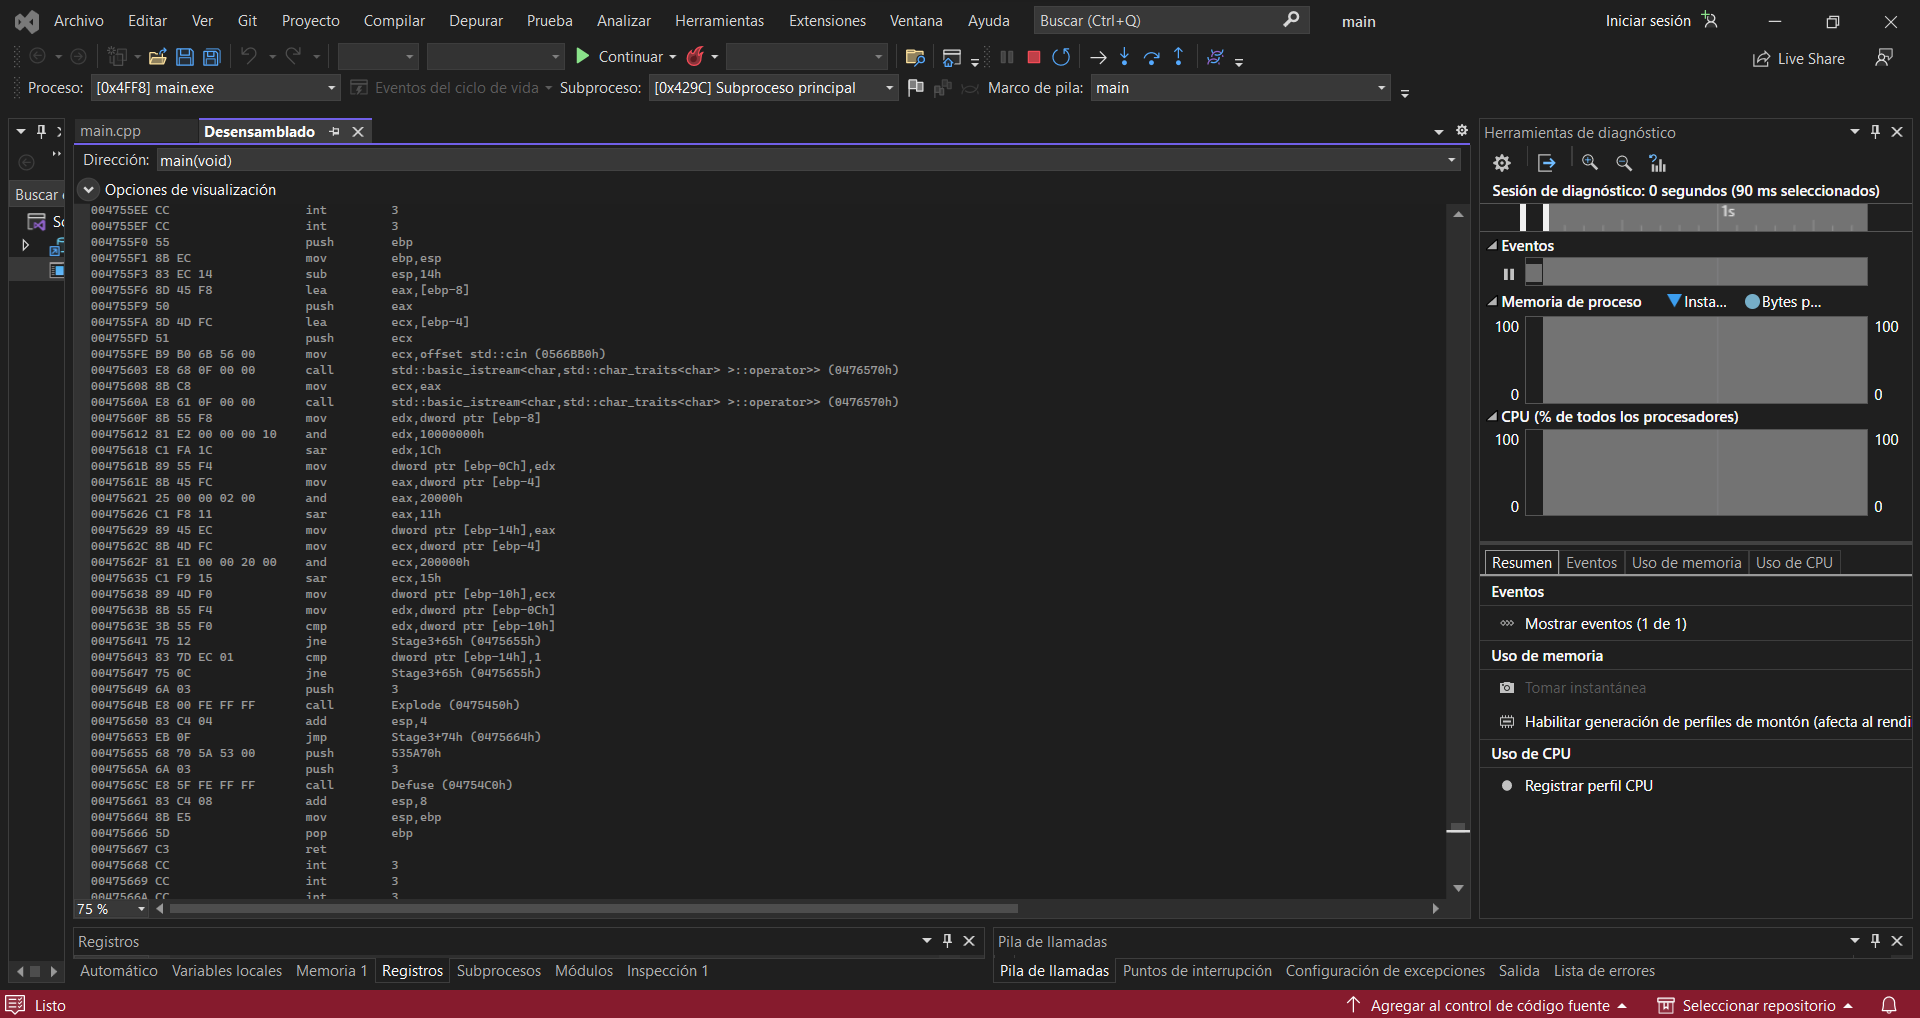 Archivo Editar Ver Git Proyecto Compilar Depurar Prueba Analizar Herramientas Extensiones Ventana Ayuda Buscar (Ctrl+Q) main Iniciar sesión
Continuar Live Share
Proceso: [0x4FF8] main.exe Eventos del ciclo de vida Subproceso: [0x429C] Subproceso principal Marco de pila: main
main.cpp Desensamblado
Dirección: main(void)
Opciones de visualización
Buscar
004755EE CC int 3
004755EF CC int 3
004755F0 55 push ebp
004755F1 8B EC mov ebp,esp
004755F3 83 EC 14 sub esp,14h
004755F6 8D 45 F8 lea eax,[ebp-8]
004755F9 50 push eax
004755FA 8D 4D FC lea ecx,[ebp-4]
004755FD 51 push ecx
004755FE B9 B0 6B 56 00 mov ecx,offset std::cin (0566BB0h)
00475603 E8 68 0F 00 00 call std::basic_istream<char,std::char_traits<char> >::operator>> (0476570h)
00475608 8B C8 mov ecx,eax
0047560A E8 61 0F 00 00 call std::basic_istream<char,std::char_traits<char> >::operator>> (0476570h)
0047560F 8B 55 F8 mov edx,dword ptr [ebp-8]
00475612 81 E2 00 00 00 10 and edx,10000000h
00475618 C1 FA 1C sar edx,1Ch
0047561B 89 55 F4 mov dword ptr [ebp-0Ch],edx
0047561E 8B 45 FC mov eax,dword ptr [ebp-4]
00475621 25 00 00 02 00 and eax,20000h
00475626 C1 F8 11 sar eax,11h
00475629 89 45 EC mov dword ptr [ebp-14h],eax
0047562C 8B 4D FC mov ecx,dword ptr [ebp-4]
0047562F 81 E1 00 00 20 00 and ecx,200000h
00475635 C1 F9 15 sar ecx,15h
00475638 89 4D F0 mov dword ptr [ebp-10h],ecx
0047563B 8B 55 F4 mov edx,dword ptr [ebp-0Ch]
0047563E 3B 55 F0 cmp edx,dword ptr [ebp-10h]
00475641 75 12 jne Stage3+65h (0475655h)
00475643 83 7D EC 01 cmp dword ptr [ebp-14h],1
00475647 75 0C jne Stage3+65h (0475655h)
00475649 6A 03 push 3
0047564B E8 00 FE FF FF call Explode (0475450h)
00475650 83 C4 04 add esp,4
00475653 EB 0F jmp Stage3+74h (0475664h)
00475655 68 70 5A 53 00 push 535A70h
0047565A 6A 03 push 3
0047565C E8 5F FE FF FF call Defuse (04754C0h)
00475661 83 C4 08 add esp,8
00475664 8B E5 mov esp,ebp
00475666 5D pop ebp
00475667 C3 ret
00475668 CC int 3
00475669 CC int 3
0047566A CC int 3
75 %
Herramientas de diagnóstico
Sesión de diagnóstico: 0 segundos (90 ms seleccionados)
1s
Eventos
Memoria de proceso Insta... Bytes p...
100 100
0 0
CPU (% de todos los procesadores)
100 100
0 0
Resumen Eventos Uso de memoria Uso de CPU
Eventos
Mostrar eventos (1 de 1)
Uso de memoria
Tomar instantánea
Habilitar generación de perfiles de montón (afecta al rendi
Uso de CPU
Registrar perfil CPU
Registros
Automático Variables locales Memoria 1 Registros Subprocesos Módulos Inspección 1
Pila de llamadas
Pila de llamadas Puntos de interrupción Configuración de excepciones Salida Lista de errores
Listo Agregar al control de código fuente Seleccionar repositorio